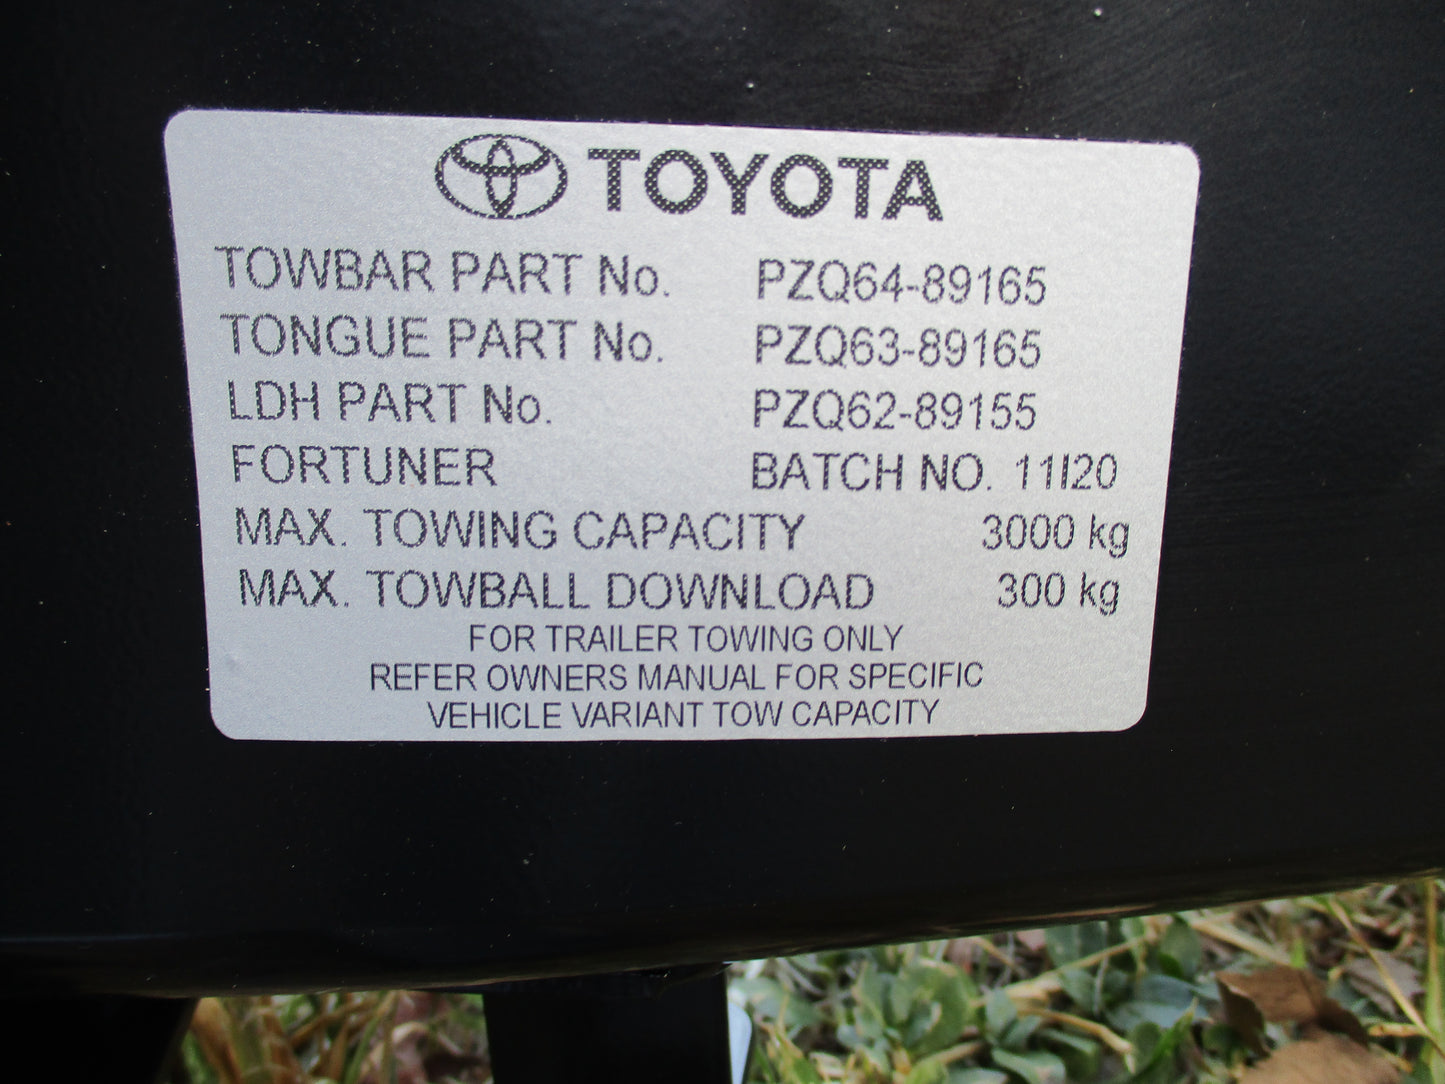 TOYOTA
TOWBAR PART No. PZQ64-89165
TONGUE PART No. PZQ63-89165
LDH PART No. PZQ62-89155
FORTUNER BATCH NO. 11I20
MAX. TOWING CAPACITY 3000 kg
MAX. TOWBALL DOWNLOAD 300 kg
FOR TRAILER TOWING ONLY
REFER OWNERS MANUAL FOR SPECIFIC
VEHICLE VARIANT TOW CAPACITY